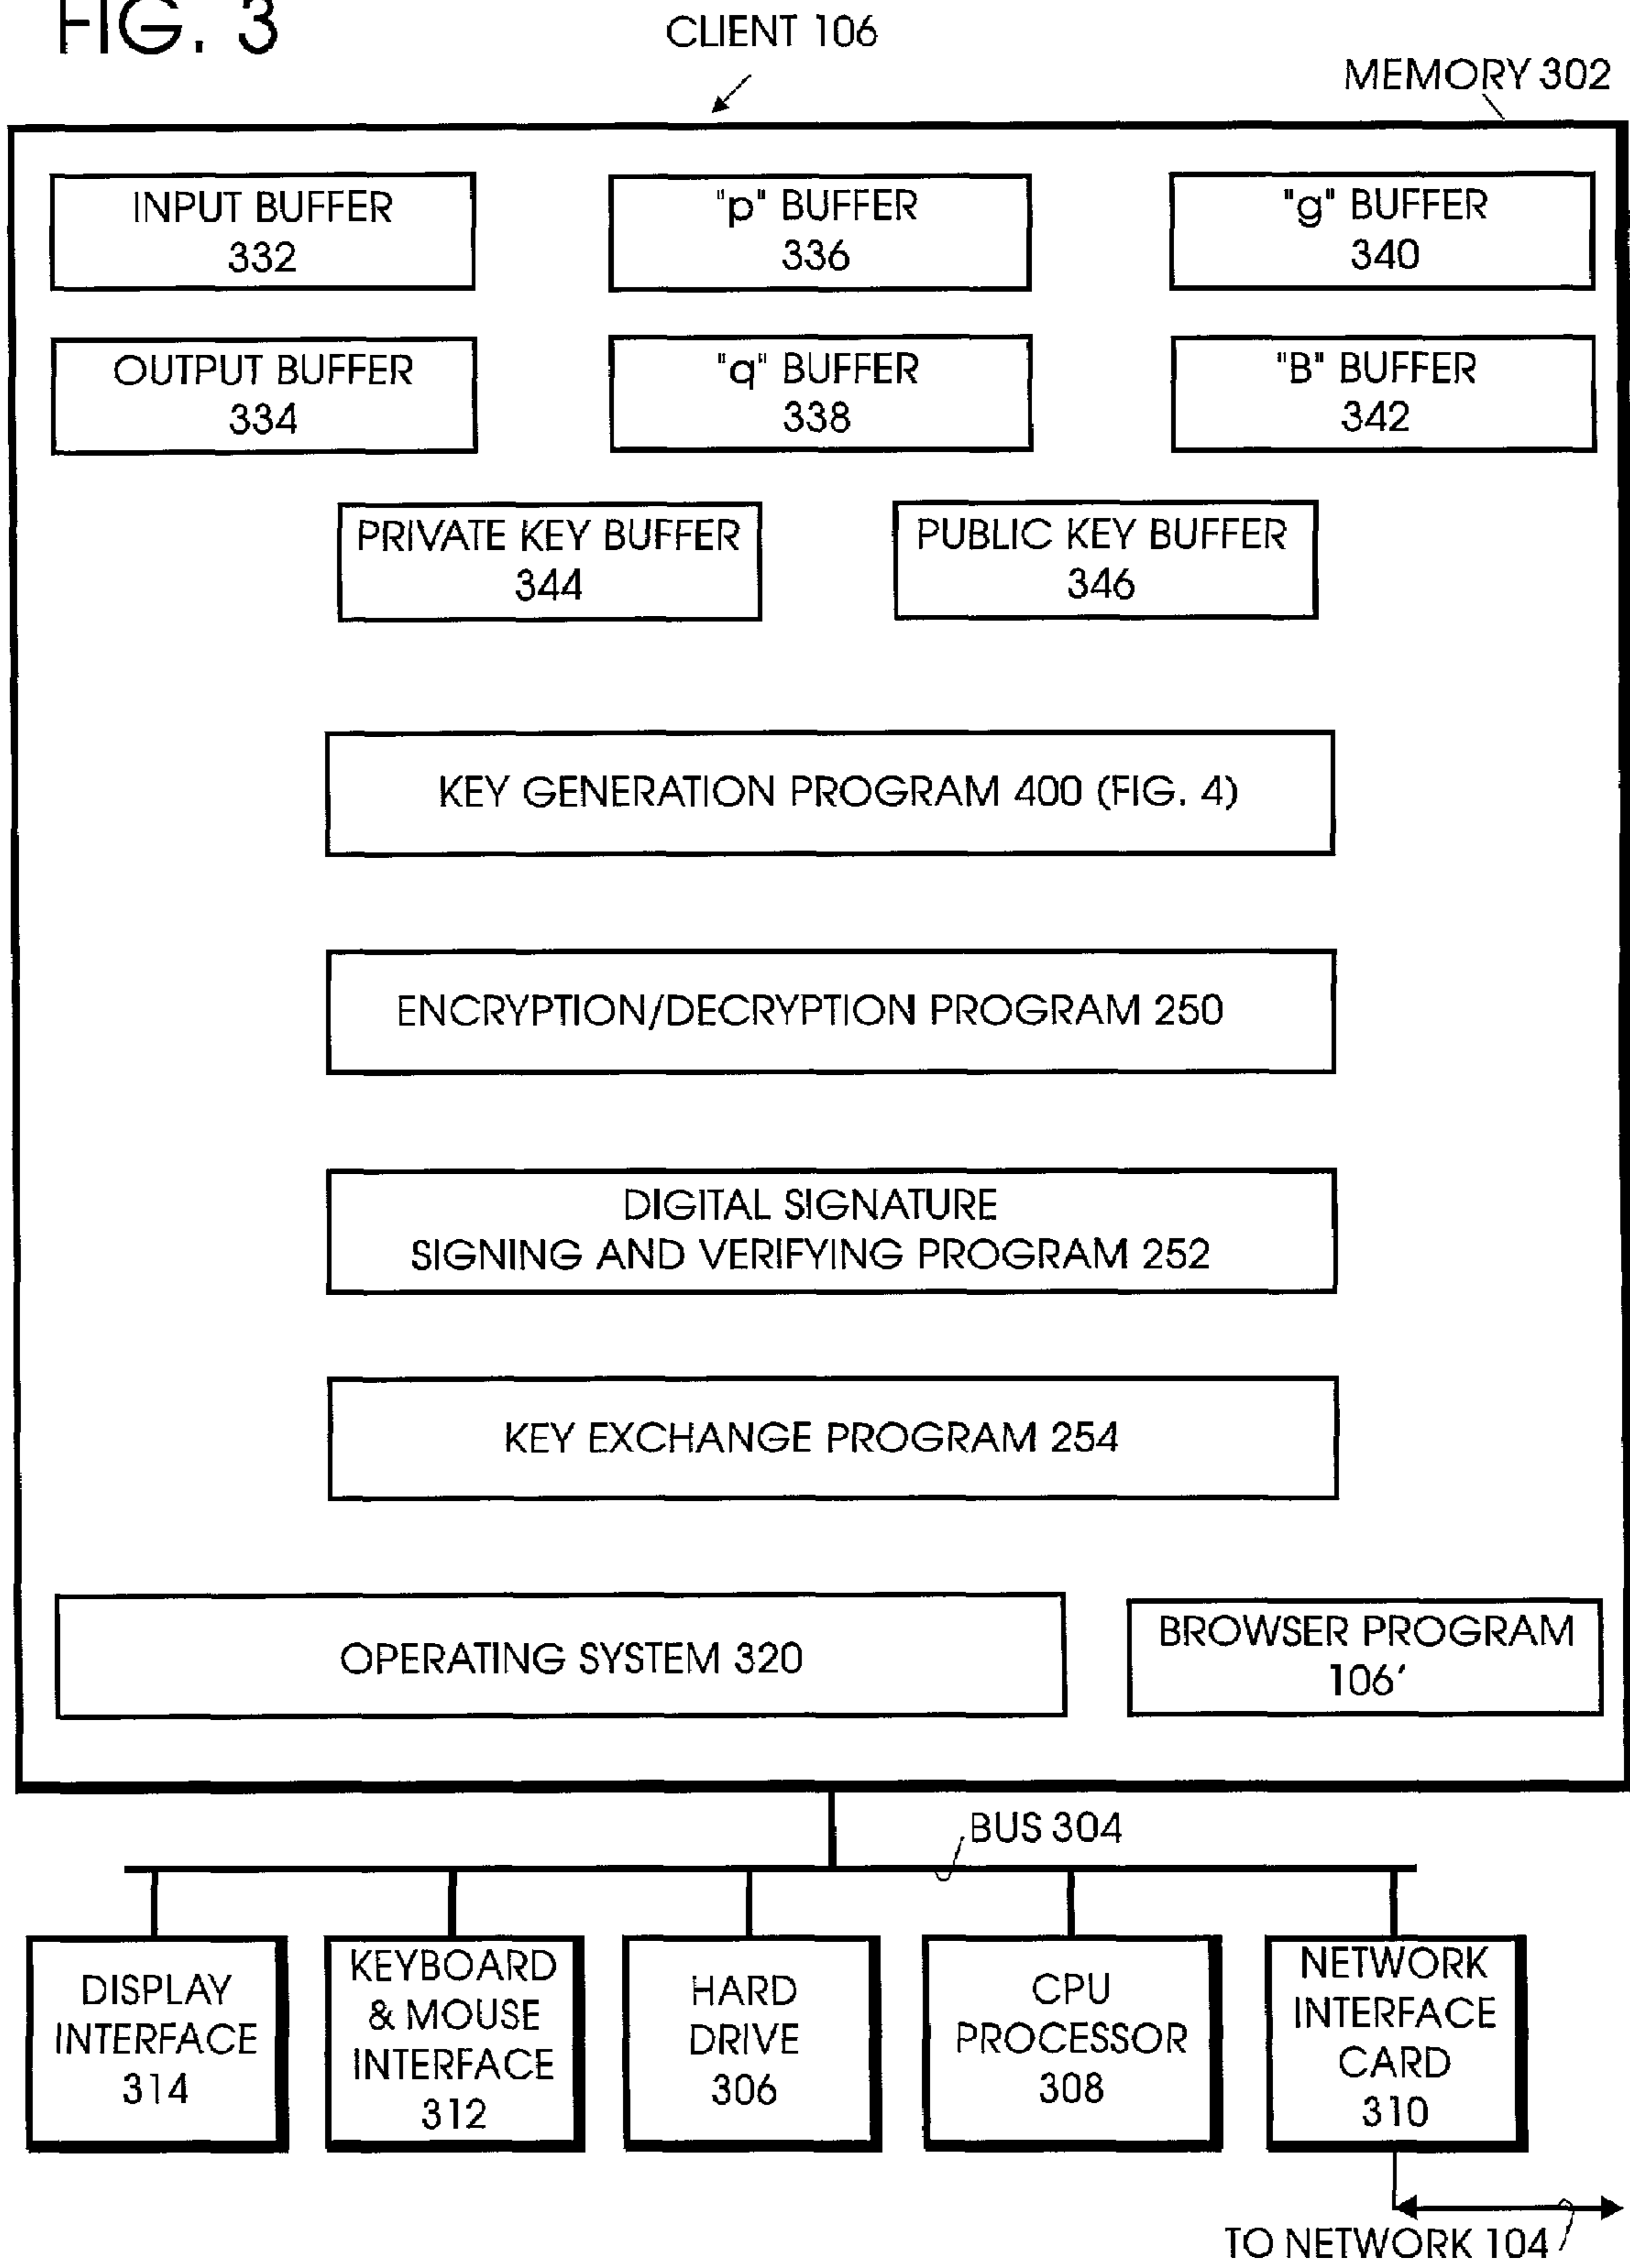 FIG. 3
CLIENT 106
MEMORY 302
INPUT BUFFER
332
"p" BUFFER
336
"g" BUFFER
340
OUTPUT BUFFER
334
"q" BUFFER
338
"B" BUFFER
342
PRIVATE KEY BUFFER
344
PUBLIC KEY BUFFER
346
KEY GENERATION PROGRAM 400 (FIG. 4)
ENCRYPTION/DECRYPTION PROGRAM 250
DIGITAL SIGNATURE
SIGNING AND VERIFYING PROGRAM 252
KEY EXCHANGE PROGRAM 254
OPERATING SYSTEM 320
BROWSER PROGRAM
106'
BUS 304
DISPLAY
INTERFACE
314
KEYBOARD
& MOUSE
INTERFACE
312
HARD
DRIVE
306
CPU
PROCESSOR
308
NETWORK
INTERFACE
CARD
310
TO NETWORK 104